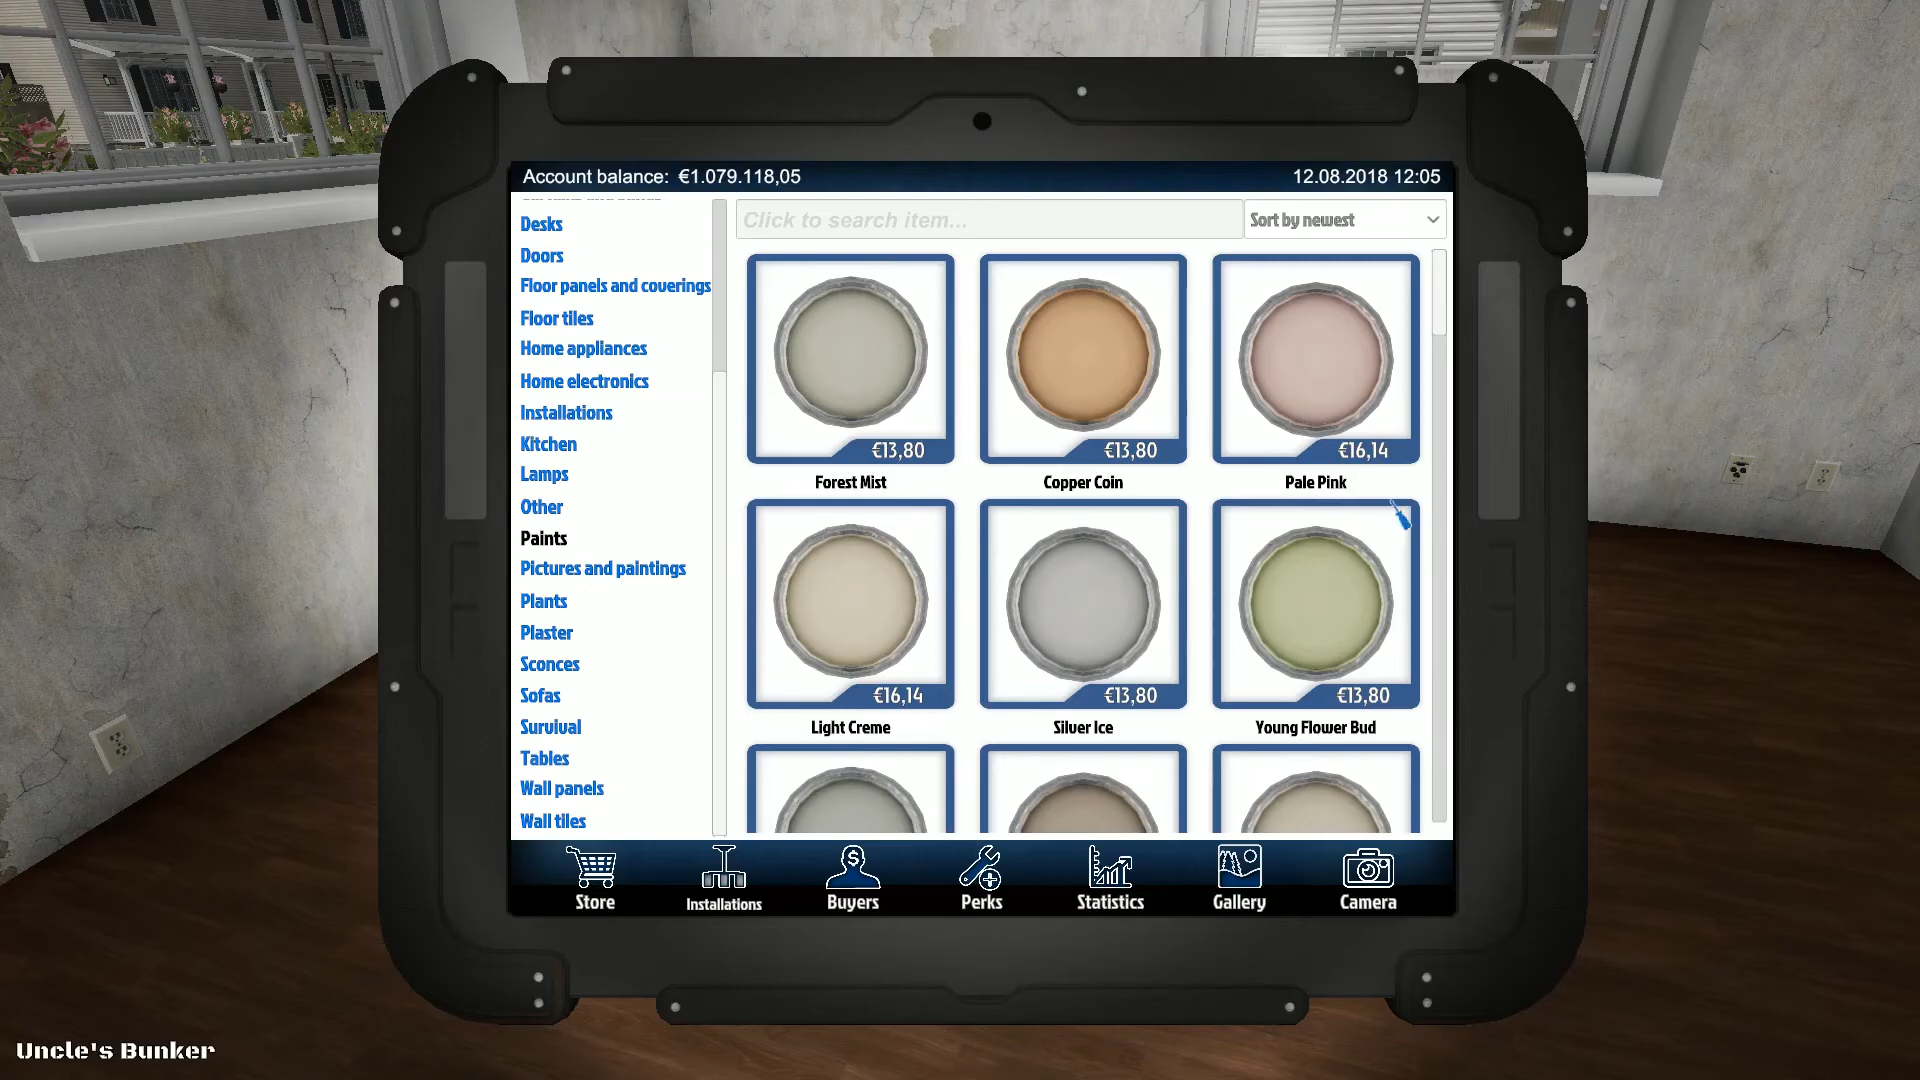 Account balance: €1.079.118,05
12.08.2018 12:05
Desks
Doors
Floor panels and coverings
Floor tiles
Home appliances
Home electronics
Installations
Kitchen
Lamps
Other
Paints
Pictures and paintings
Plants
Plaster
Sconces
Sofas
Survival
Tables
Wall panels
Wall tiles
Click to search item...
Sort by newest
€13,80
€13,80
€16,14
Forest Mist
Copper Coin
Pale Pink
€16,14
€13,80
€13,80
Light Creme
Silver Ice
Young Flower Bud
Store
Installations
Buyers
Perks
Statistics
Gallery
Camera
Uncle's Bunker